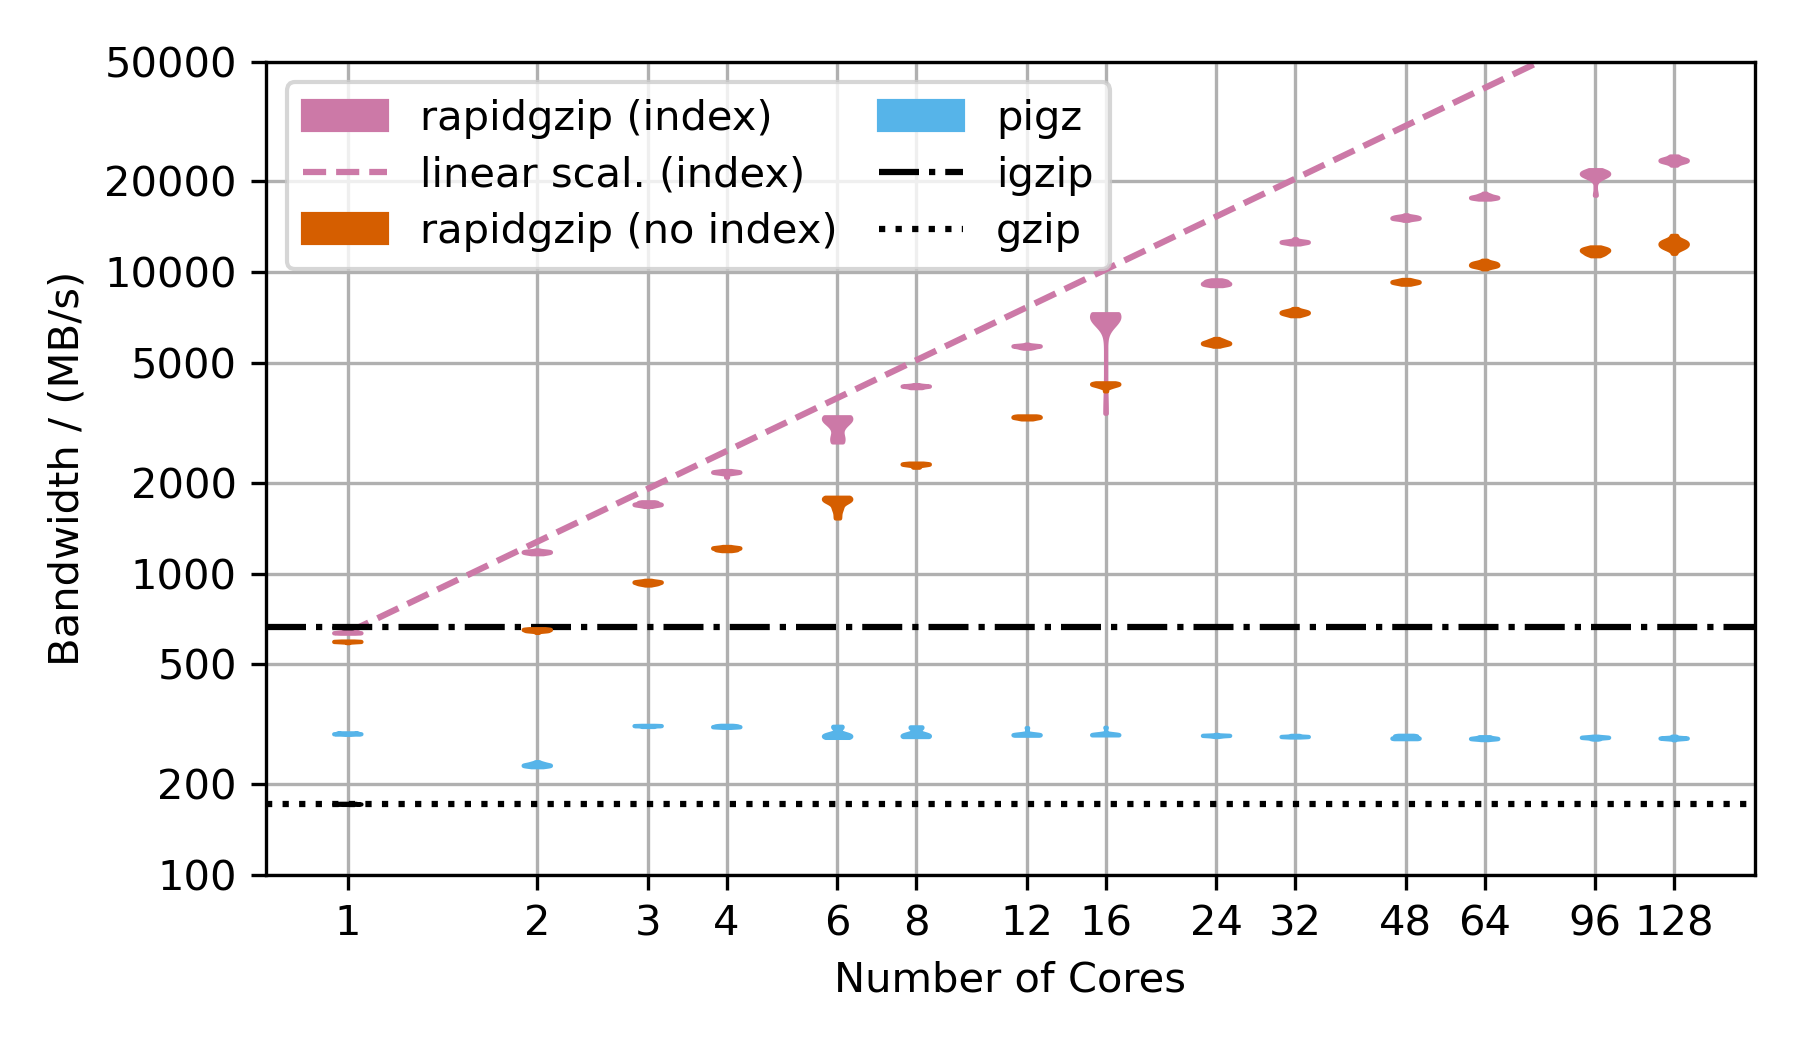 50000
20000
10000
5000
2000
1000
500
200
100
Bandwidth / (MB/s)
rapidgzip (index)
linear scal. (index)
rapidgzip (no index)
pigz
igzip
gzip
1 2 3 4 6 8 12 16 24 32 48 64 96 128
Number of Cores